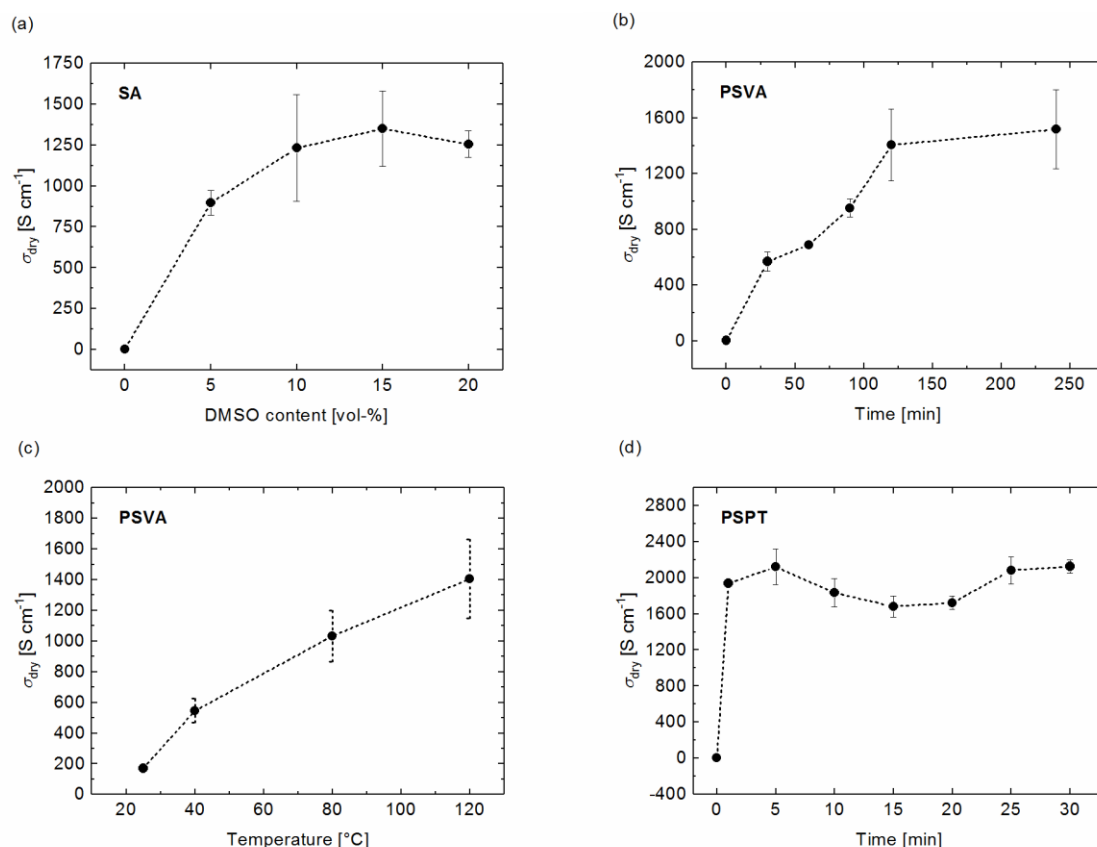 (a)
1750
1500
1250
1000
750
500
250
0
σdry [S cm⁻¹]
SA
0 5 10 15 20
DMSO content [vol-%]
(b)
2000
1600
1200
800
400
0
σdry [S cm⁻¹]
PSVA
0 50 100 150 200 250
Time [min]
(c)
2000
1800
1600
1400
1200
1000
800
600
400
200
0
σdry [S cm⁻¹]
PSVA
20 40 60 80 100 120
Temperature [°C]
(d)
2800
2400
2000
1600
1200
800
400
0
-400
σdry [S cm⁻¹]
PSPT
0 5 10 15 20 25 30
Time [min]